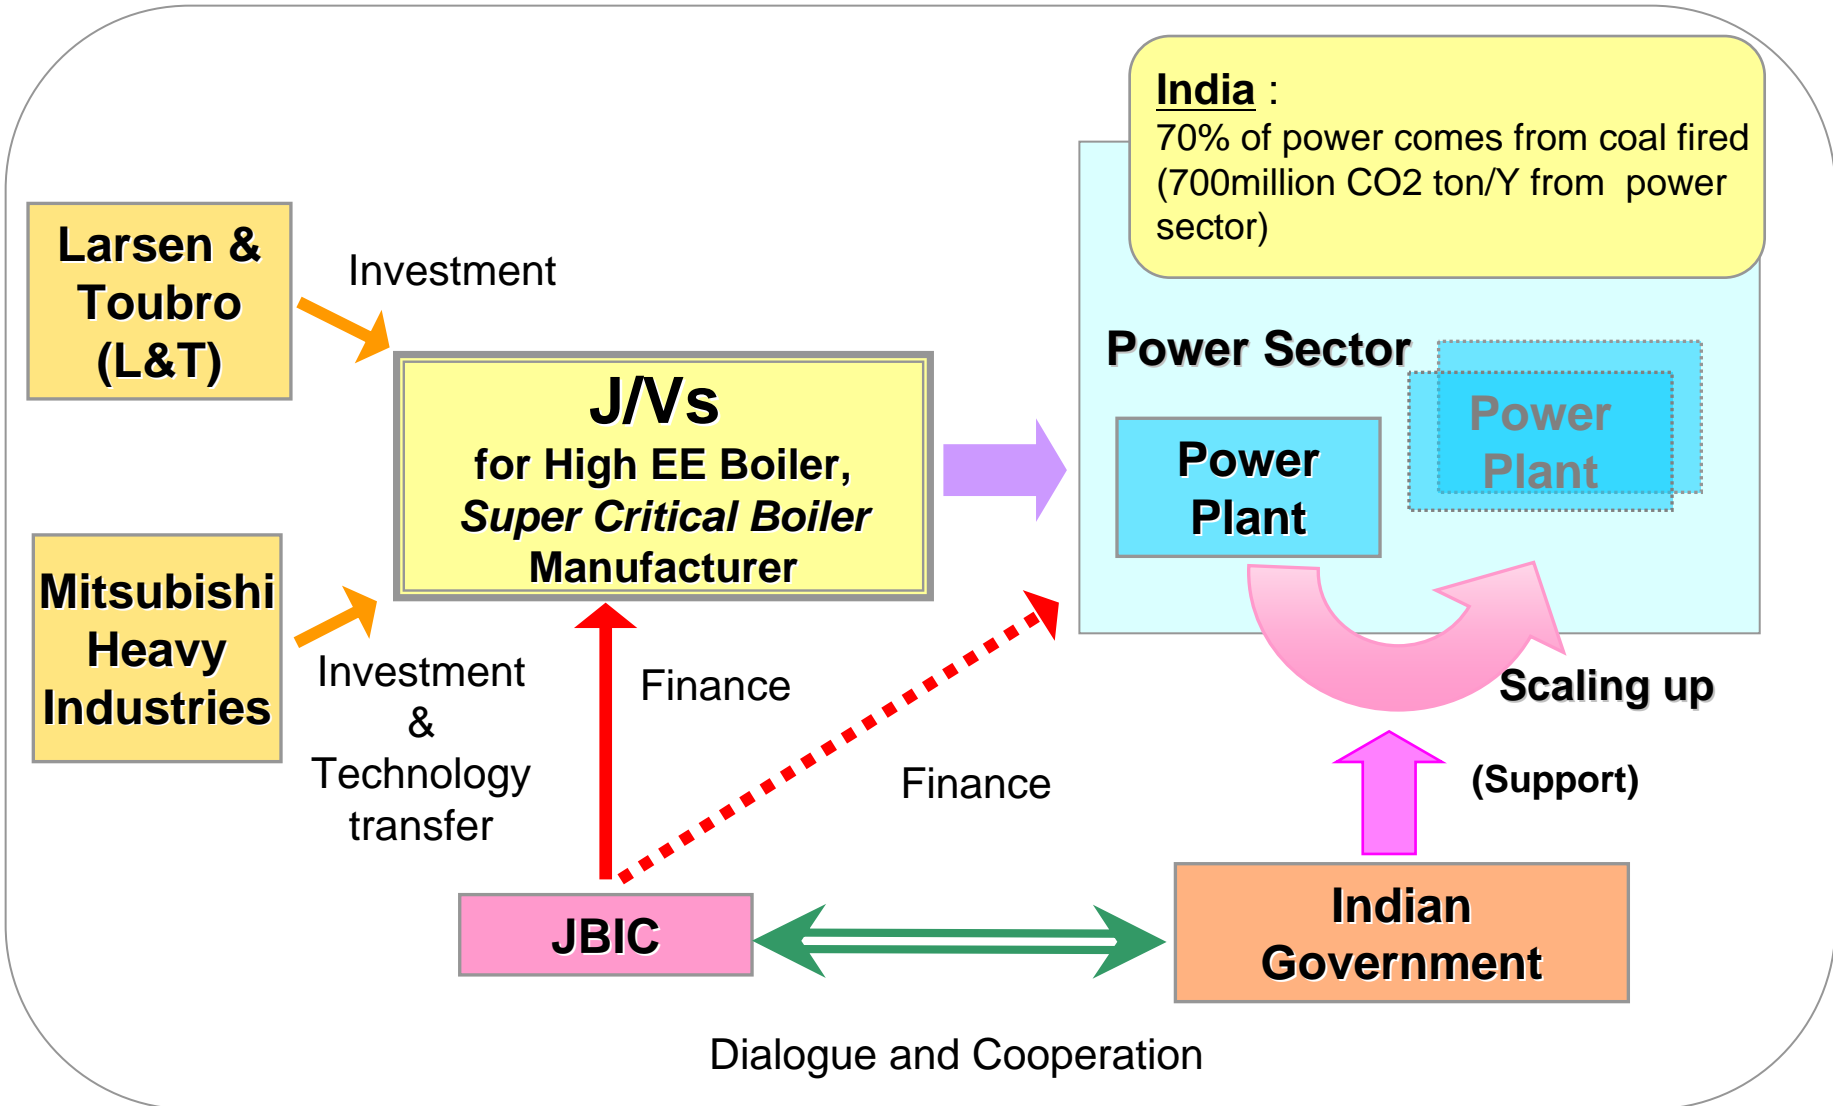 India :
70% of power comes from coal fired
(700million CO2 ton/Y from  power
sector)
Larsen &
Toubro
(L&T)
Investment
J/Vs
for High EE Boiler,
Super Critical Boiler
Manufacturer
Power Sector
Power
Plant
Power
Plant
Mitsubishi
Heavy
Industries
Investment
&
Technology
transfer
Finance
Finance
Scaling up
(Support)
JBIC
Indian
Government
Dialogue and Cooperation